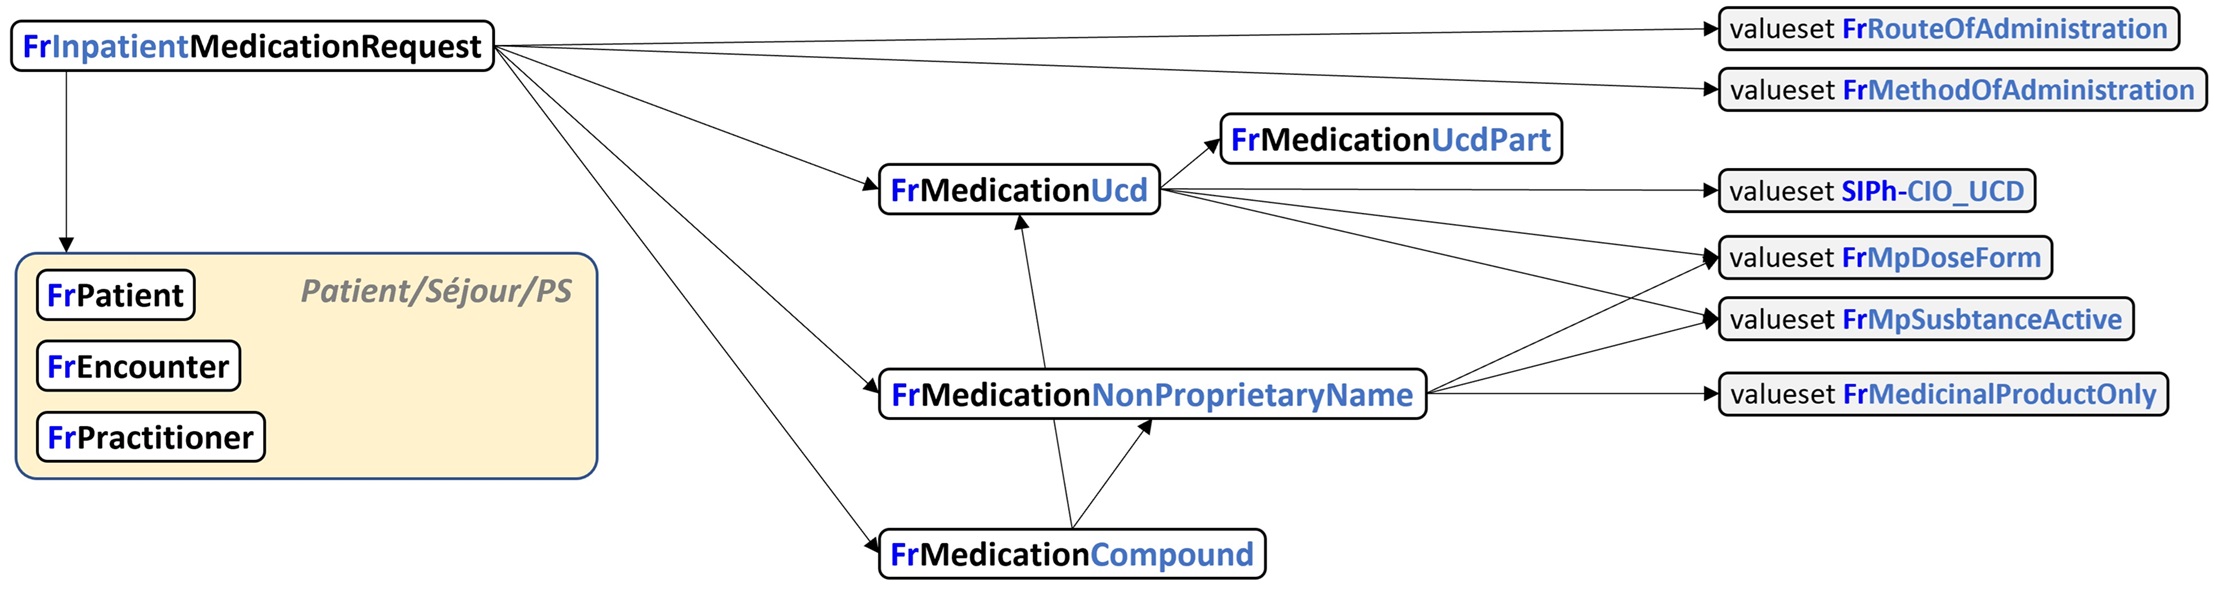 FrInpatientMedicationRequest
valueset FrRouteOfAdministration
valueset FrMethodOfAdministration
FrMedicationUcdPart
FrMedicationUcd
valueset SIPh-CIO_UCD
valueset FrMpDoseForm
Patient/Séjour/PS
FrPatient
valueset FrMpSusbtanceActive
FrEncounter
FrMedicationNonProprietaryName
valueset FrMedicinalProductOnly
FrPractitioner
FrMedicationCompound